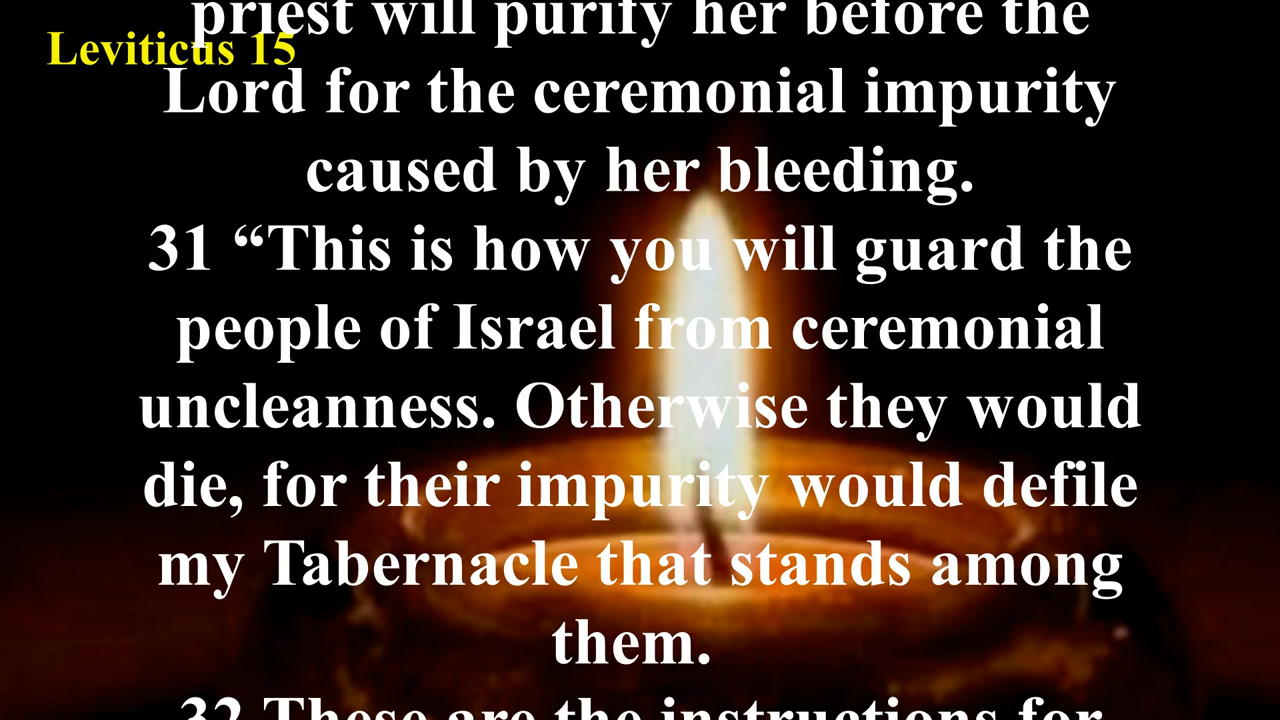 priest will purify her before the
Leviticus 15
Lord for the ceremonial impurity
caused by her bleeding.
31 “This is how you will guard the
people of Israel from ceremonial
uncleanness. Otherwise they would
die, for their impurity would defile
my Tabernacle that stands among
them.
32 These are the instructions for